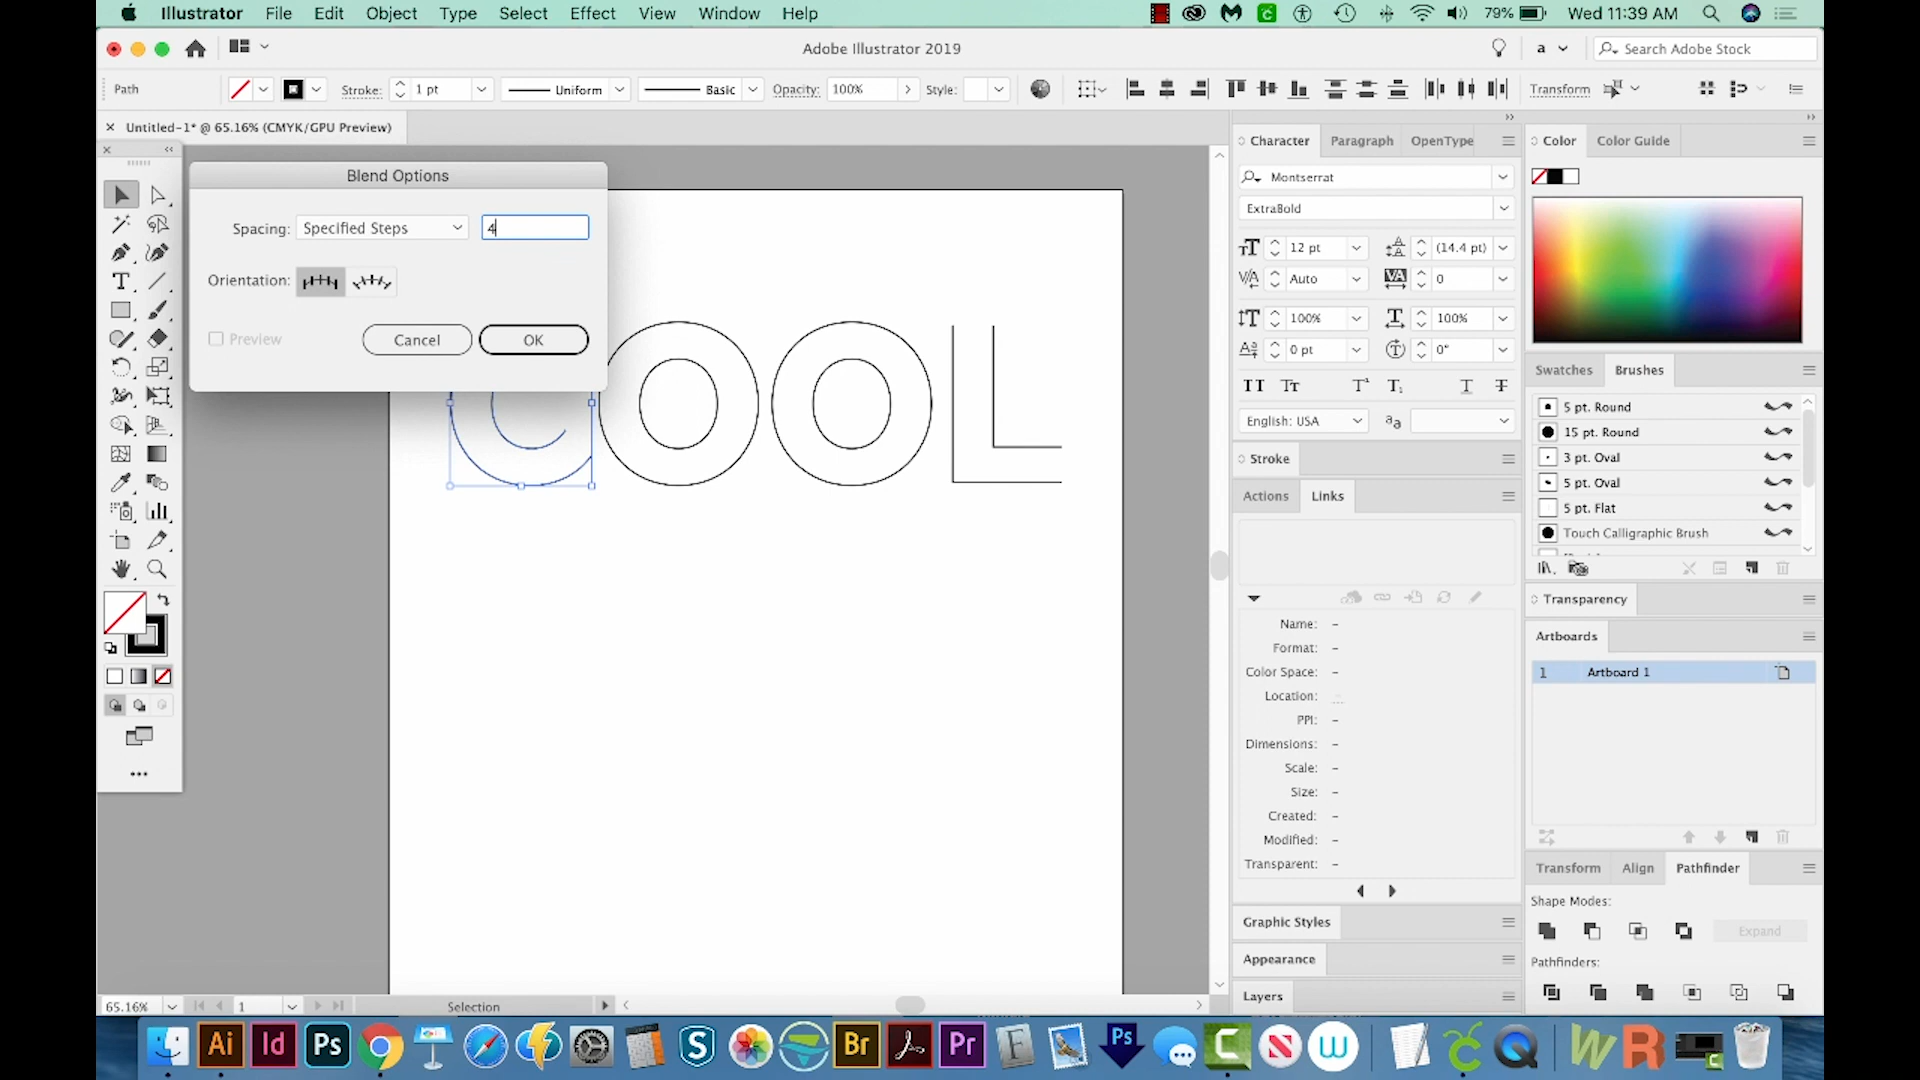 Illustrator File Edit Object Type Select Effect View Window Help 79% Wed 11:39 AM
Adobe Illustrator 2019 a Search Adobe Stock
Path Stroke: 1 pt Uniform Basic Opacity: 100% Style: Transform
Untitled-1* @ 65.16% (CMYK/GPU Preview)
Blend Options
Spacing: Specified Steps 4
Orientation:
Preview Cancel OK
COOL
Character Paragraph OpenType
Montserrat
ExtraBold
12 pt (14.4 pt)
Auto 0
100% 100%
0 pt 0°
English: USA
Stroke
Actions Links
Name: –
Format: –
Color Space: –
Location:
PPI: –
Dimensions: –
Scale: –
Size: –
Created: –
Modified: –
Transparent: –
Graphic Styles
Appearance
Layers
Color Color Guide
Swatches Brushes
5 pt. Round
15 pt. Round
3 pt. Oval
5 pt. Oval
5 pt. Flat
Touch Calligraphic Brush
Transparency
Artboards
1 Artboard 1
Transform Align Pathfinder
Shape Modes:
Expand
Pathfinders:
65.16% 1 Selection
Ai Id Ps S Br Pr F Ps C N W Q W R